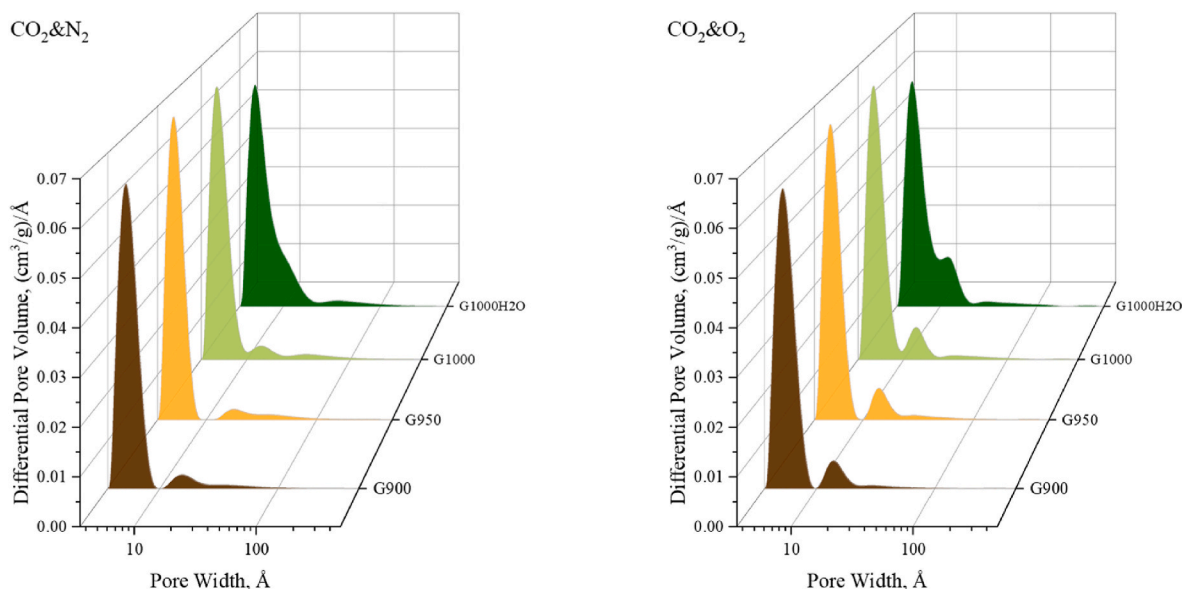 CO₂&N₂
Differential Pore Volume, (cm³/g)/Å
0.07
0.06
0.05
0.04
0.03
0.02
0.01
0.00
G1000H2O
G1000
G950
G900
10
100
Pore Width, Å
CO₂&O₂
Differential Pore Volume, (cm³/g)/Å
0.07
0.06
0.05
0.04
0.03
0.02
0.01
0.00
G1000H2O
G1000
G950
G900
10
100
Pore Width, Å